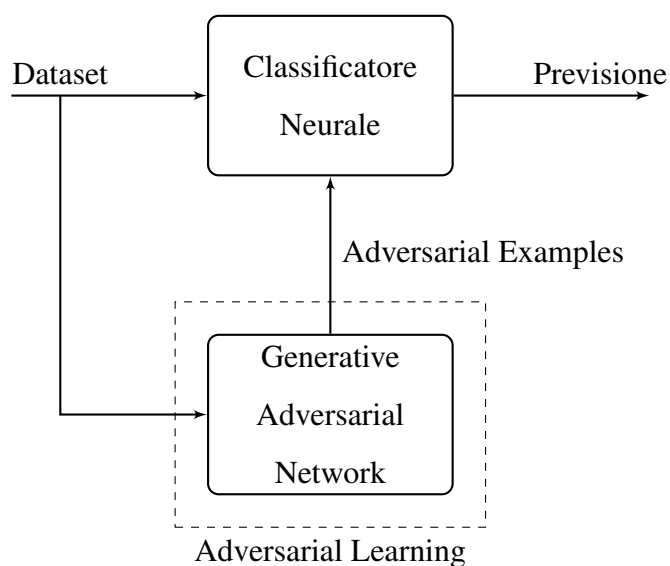 Dataset
Classificatore
Neurale
Previsione
Adversarial Examples
Generative
Adversarial
Network
Adversarial Learning